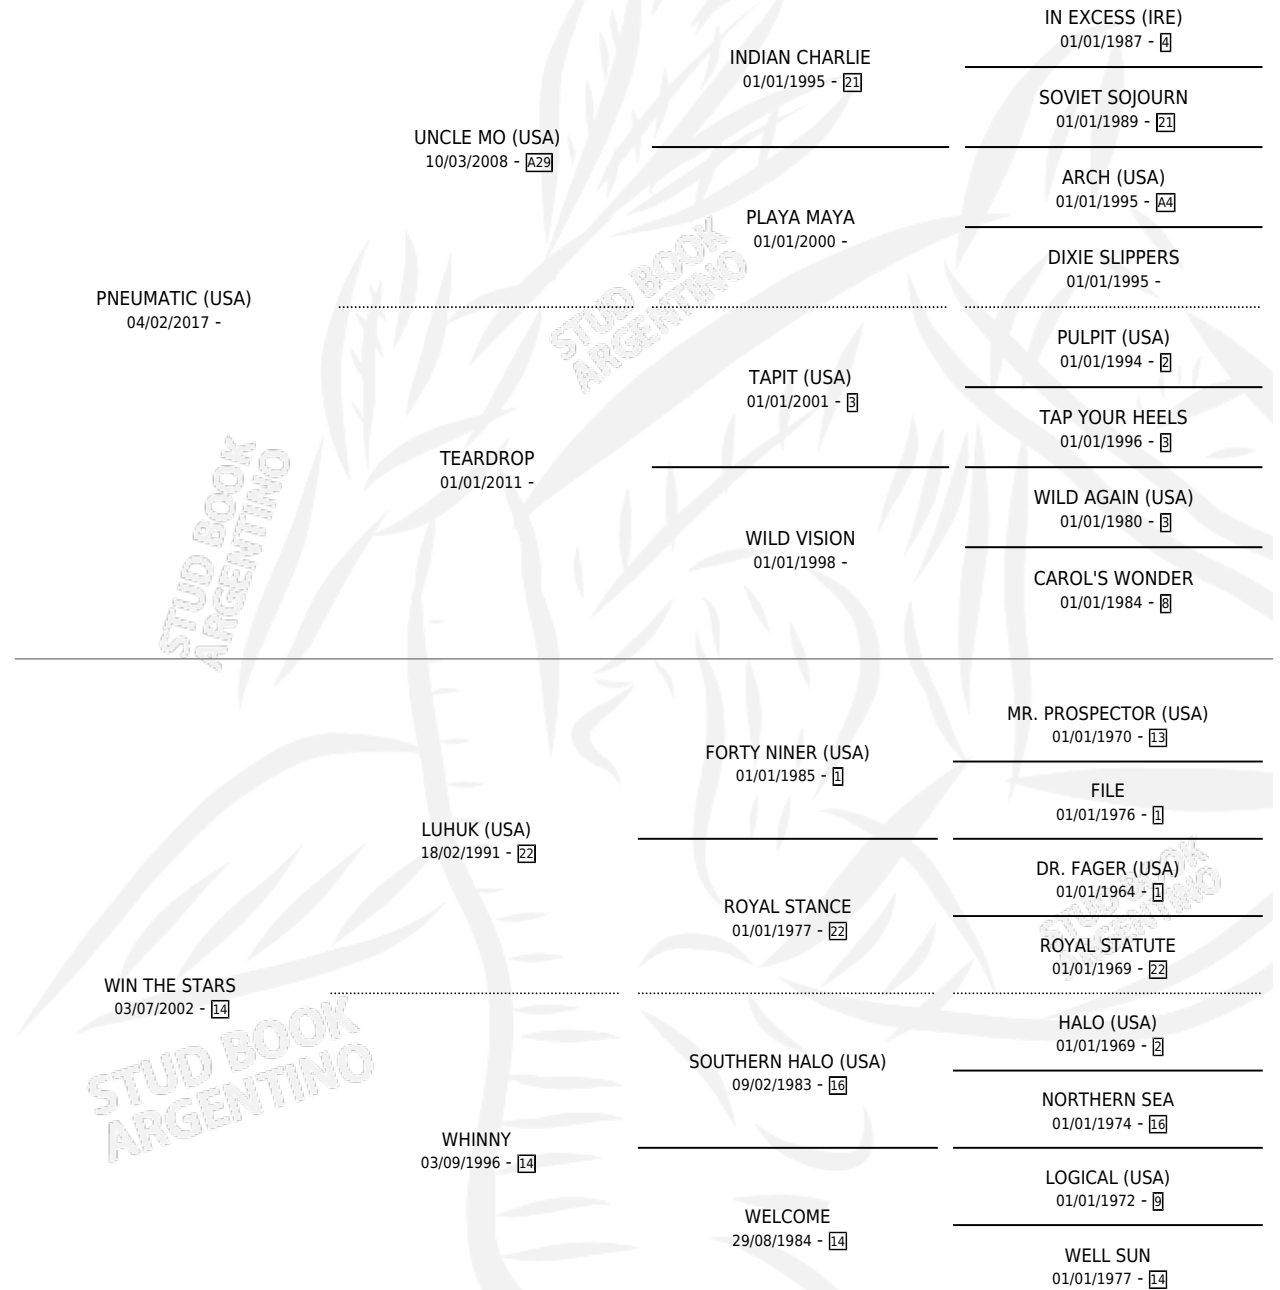 IN EXCESS (IRE)
01/01/1987 - 4
INDIAN CHARLIE
01/01/1995 - 21
SOVIET SOJOURN
01/01/1989 - 21
UNCLE MO (USA)
10/03/2008 - A29
ARCH (USA)
01/01/1995 - A4
PLAYA MAYA
01/01/2000 -
DIXIE SLIPPERS
01/01/1995 -
PNEUMATIC (USA)
04/02/2017 -
PULPIT (USA)
01/01/1994 - 2
TAPIT (USA)
01/01/2001 - 3
TAP YOUR HEELS
01/01/1996 - 3
TEARDROP
01/01/2011 -
WILD AGAIN (USA)
01/01/1980 - 3
WILD VISION
01/01/1998 -
CAROL'S WONDER
01/01/1984 - 8
MR. PROSPECTOR (USA)
01/01/1970 - 13
FORTY NINER (USA)
01/01/1985 - 1
FILE
01/01/1976 - 1
LUHUK (USA)
18/02/1991 - 22
DR. FAGER (USA)
01/01/1964 - 1
ROYAL STANCE
01/01/1977 - 22
ROYAL STATUTE
01/01/1969 - 22
WIN THE STARS
03/07/2002 - 14
HALO (USA)
01/01/1969 - 2
SOUTHERN HALO (USA)
09/02/1983 - 16
NORTHERN SEA
01/01/1974 - 16
WHINNY
03/09/1996 - 14
LOGICAL (USA)
01/01/1972 - 9
WELCOME
29/08/1984 - 14
WELL SUN
01/01/1977 - 14
STUD BOOK
ARGENTINO
STUD BOOK
ARGENTINO
STUD BOOK
ARGENTINO
STUD BOOK
ARGENTINO